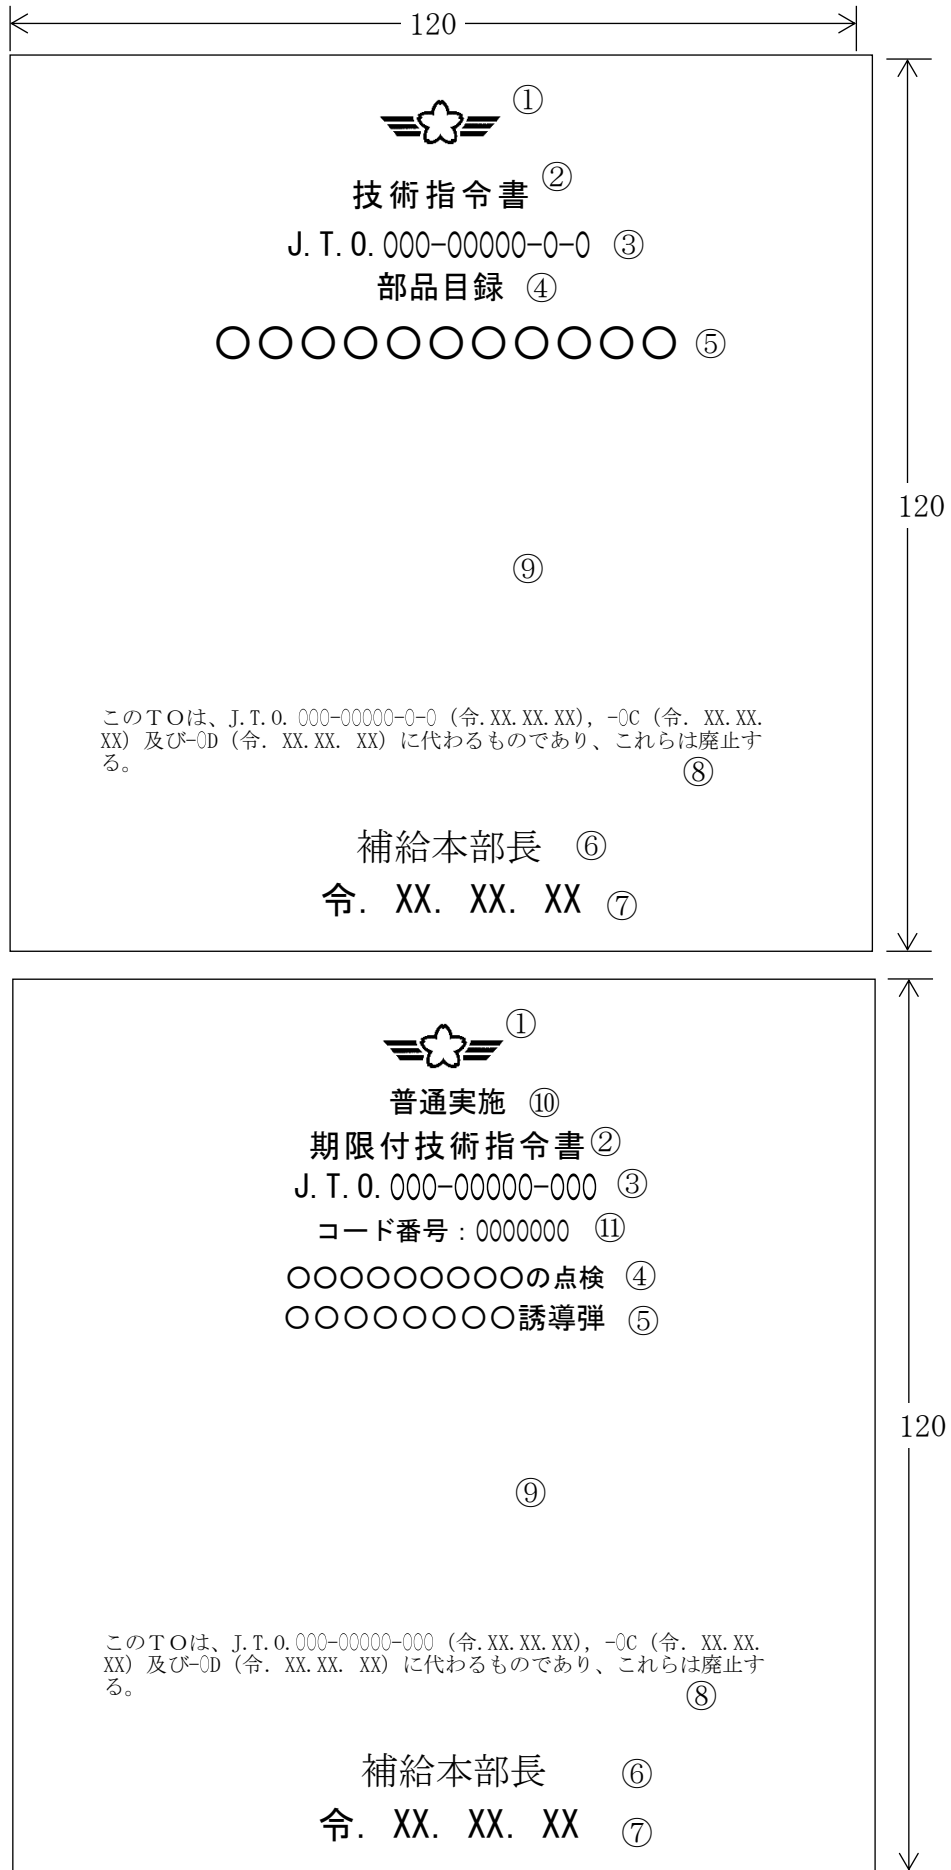 120
①
技術指令書 ②
J.T.O.000-00000-0-0 ③
部品目録 ④
○○○○○○○○○○○ ⑤
120
⑨
このTOは、J.T.O. 000-00000-0-0 (令.XX.XX.XX), -0C (令. XX.XX.
XX) 及び-0D (令. XX.XX. XX) に代わるものであり、これらは廃止す
る。
⑧
補給本部長 ⑥
令. XX. XX. XX ⑦
①
普通実施 ⑩
期限付技術指令書②
J.T.O.000-00000-000 ③
コード番号：0000000 ⑪
○○○○○○○○○の点検 ④
○○○○○○○○誘導弾 ⑤
120
⑨
このTOは、J.T.O.000-00000-000 (令.XX.XX.XX), -0C (令. XX.XX.
XX) 及び-0D (令. XX.XX. XX) に代わるものであり、これらは廃止す
る。
⑧
補給本部長 ⑥
令. XX. XX. XX ⑦